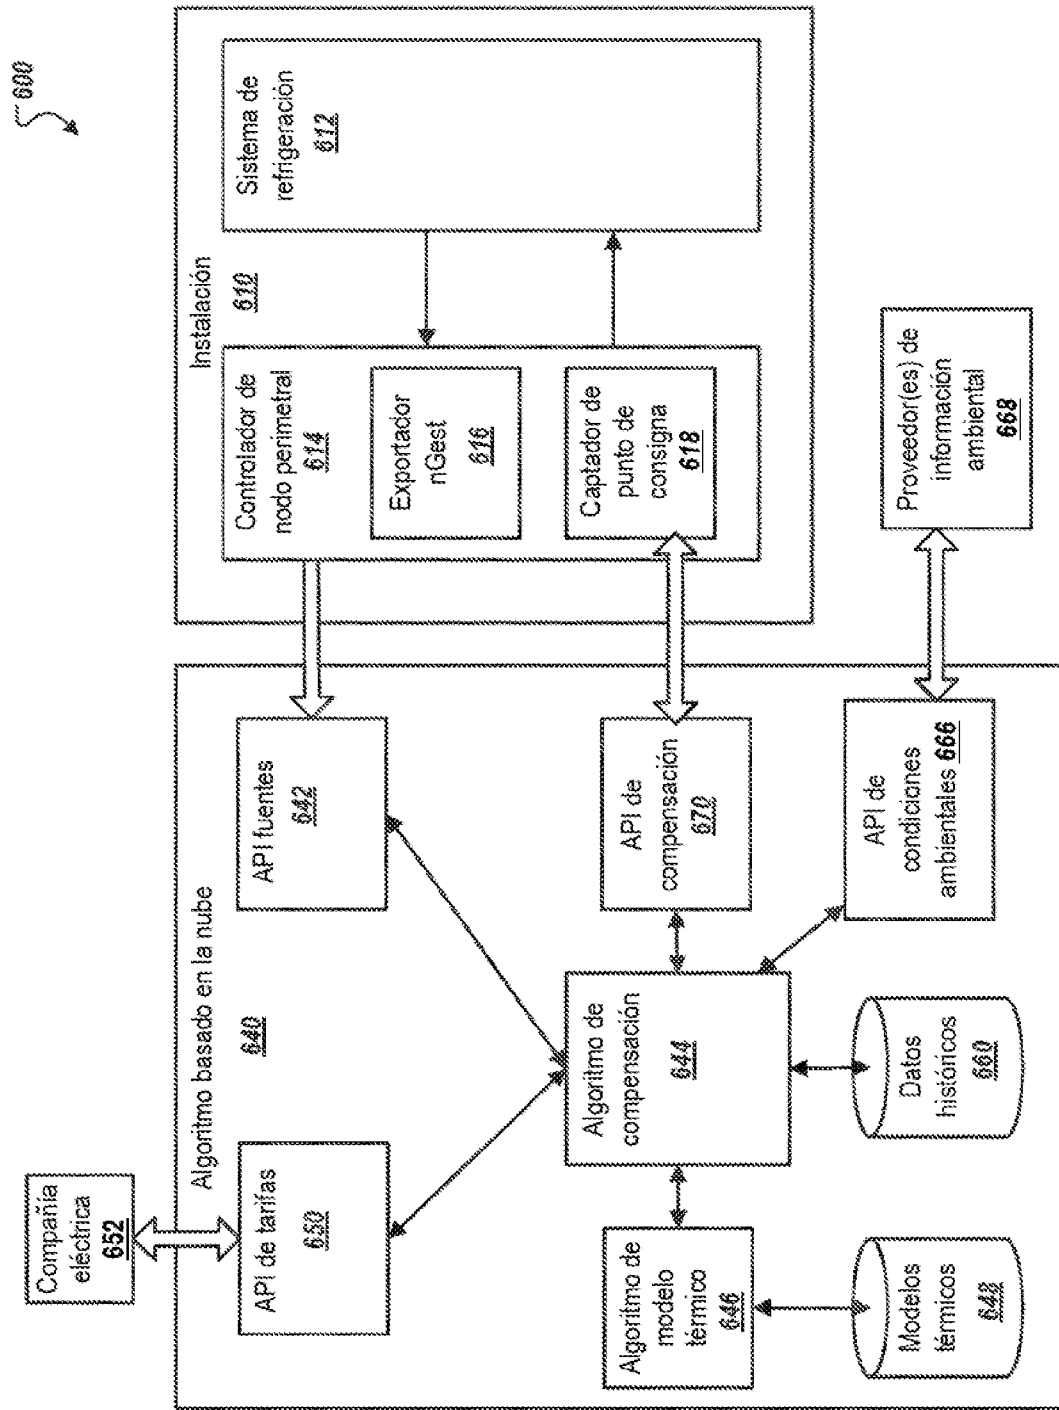 600
Compañía
eléctrica
652
Algoritmo basado en la nube
640
API de tarifas
650
API fuentes
642
Algoritmo de
modelo
térmico
646
Algoritmo de
compensación
644
API de
compensación
670
Modelos
térmicos
648
Datos
históricos
660
API de
condiciones
ambientales 666
Instalación
610
Controlador de
nodo perimetral
614
Exportador
nGest
616
Captador de
punto de
consigna
618
Sistema de
refrigeración
612
Proveedor(es) de
información
ambiental
668